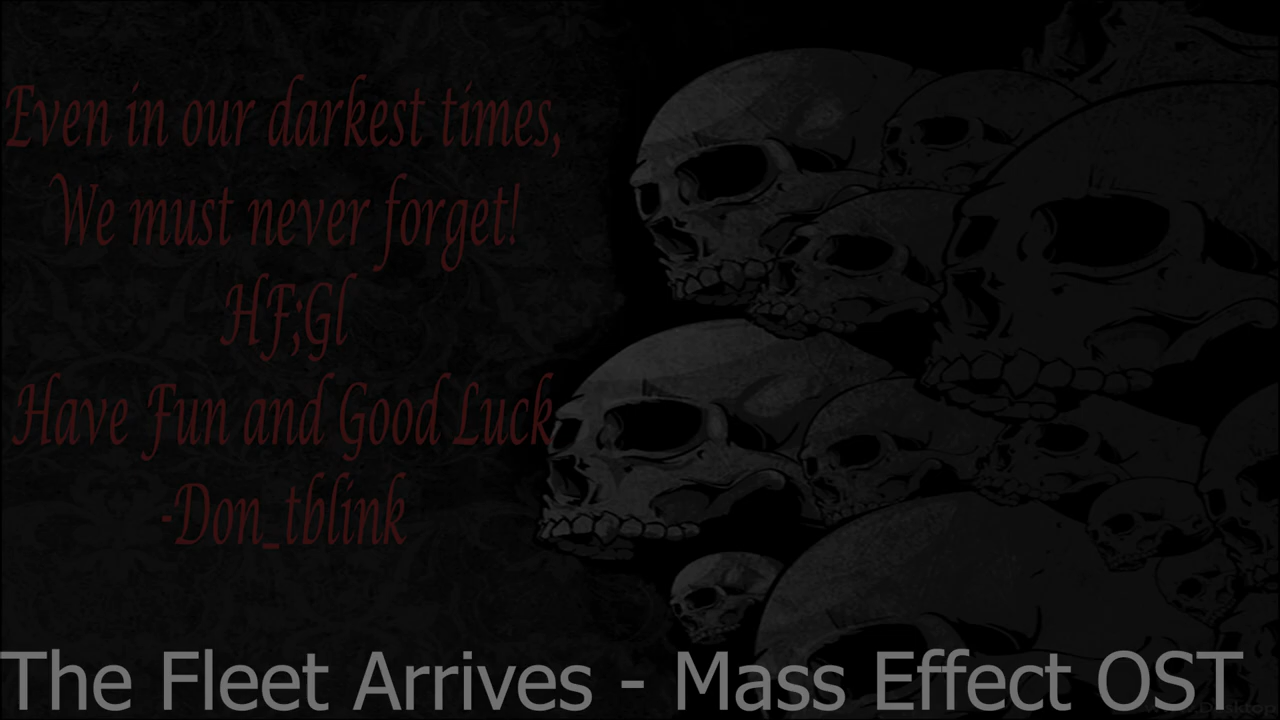 Even in our darkest times,
We must never forget!
HF;Gl
Have Fun and Good Luck
-Don_tblink
The Fleet Arrives - Mass Effect OST